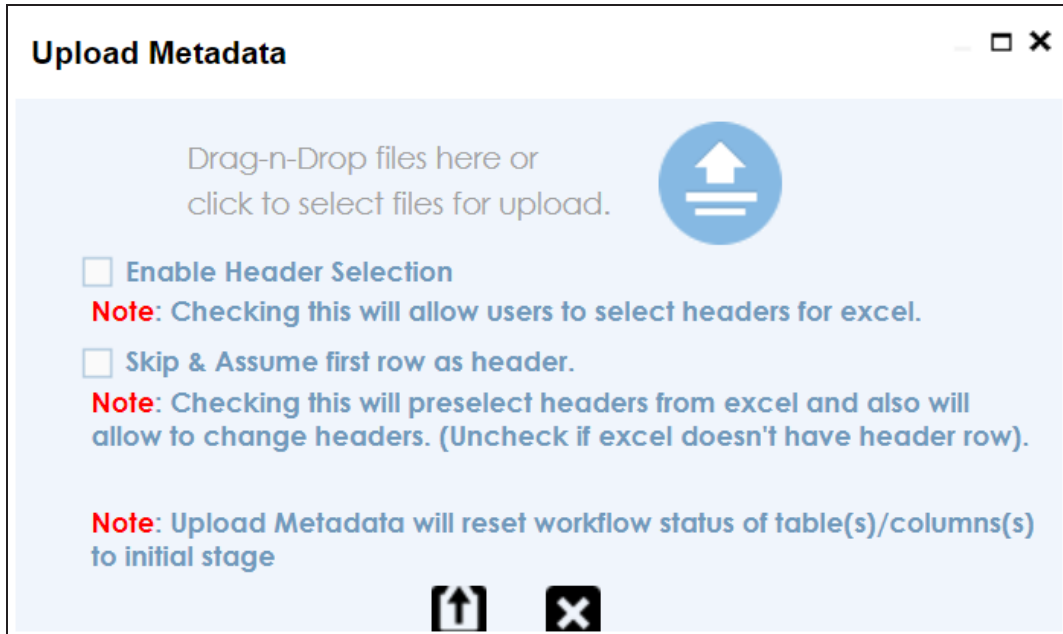 Upload Metadata
Drag-n-Drop files here or
click to select files for upload.
Enable Header Selection
Note: Checking this will allow users to select headers for excel.
Skip & Assume first row as header.
Note: Checking this will preselect headers from excel and also will
allow to change headers. (Uncheck if excel doesn't have header row).
Note: Upload Metadata will reset workflow status of table(s)/columns(s)
to initial stage